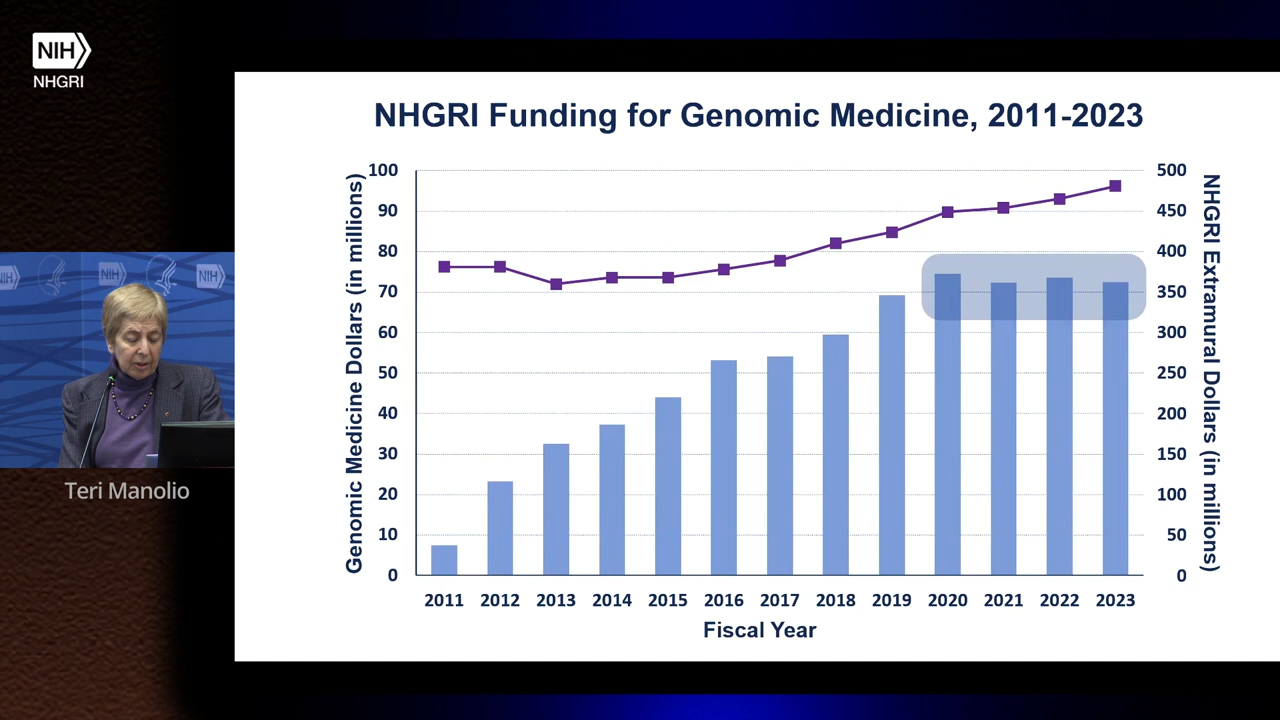 NIH
NHGRI
NHGRI Funding for Genomic Medicine, 2011-2023
Genomic Medicine Dollars (in millions)
100
90
80
70
60
50
40
30
20
10
0
500
450
400
350
300
250
200
150
100
50
0
NHGRI Extramural Dollars (in millions)
2011 2012 2013 2014 2015 2016 2017 2018 2019 2020 2021 2022 2023
Fiscal Year
NIH
NIH
NIH
Teri Manolio